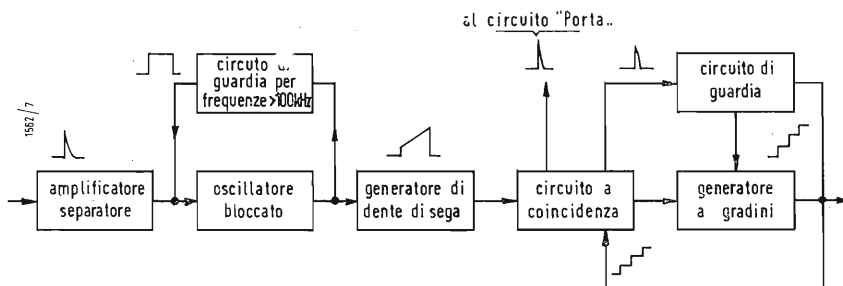 al circuito "Porta..
circuto di
guardia per
frequenze >100kHz
circuito di
guardia
1562/7
amplificatore
separatore
oscillatore
bloccato
generatore di
dente di sega
circuito a
coincidenza
generatore
a gradini